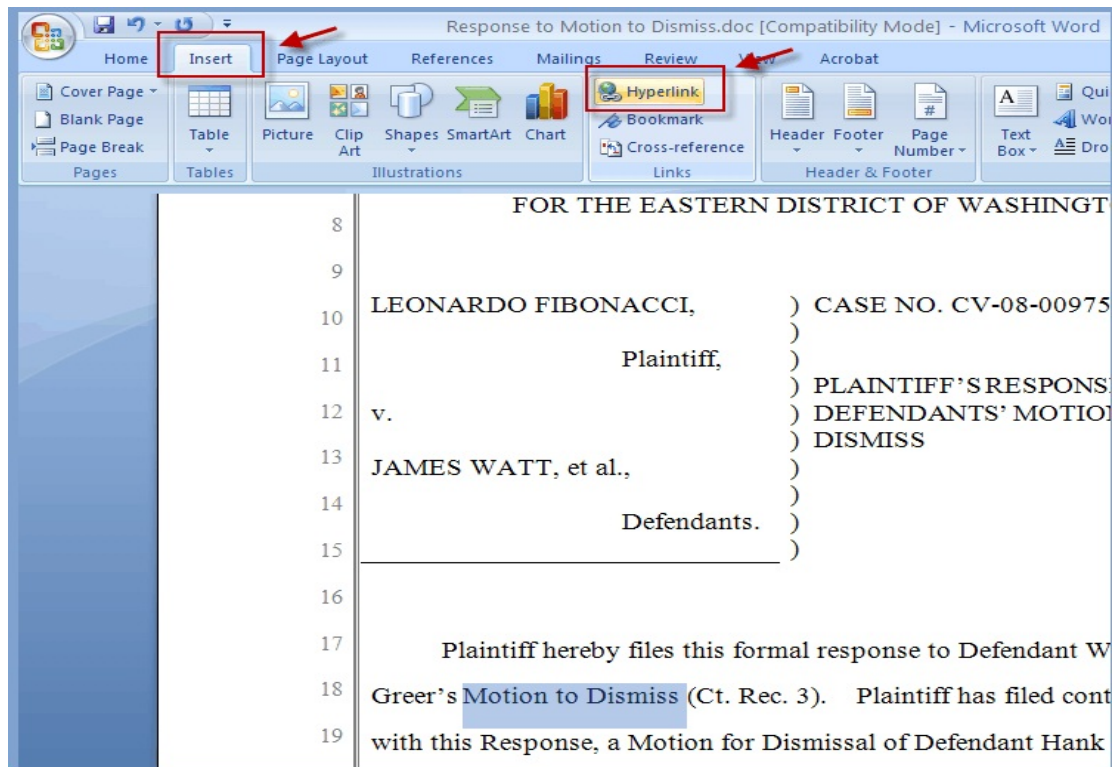 Response to Motion to Dismiss.doc [Compatibility Mode] - Microsoft Word
Home Insert Page Layout References Mailings Review View Acrobat
Cover Page
Blank Page
Page Break
Pages
Table
Tables
Picture Clip Art Shapes SmartArt Chart
Illustrations
Hyperlink
Bookmark
Cross-reference
Links
Header Footer Page Number
Header & Footer
A
Text Box
Qui
Wor
Dro
FOR THE EASTERN DISTRICT OF WASHINGT
8
9
10 LEONARDO FIBONACCI, ) CASE NO. CV-08-00975
)
11 Plaintiff, )
) PLAINTIFF’S RESPONS
12 v. ) DEFENDANTS’ MOTIO
) DISMISS
13 JAMES WATT, et al., )
)
14 Defendants. )
15 )
16
17 Plaintiff hereby files this formal response to Defendant W
18 Greer’s Motion to Dismiss (Ct. Rec. 3). Plaintiff has filed cont
19 with this Response, a Motion for Dismissal of Defendant Hank